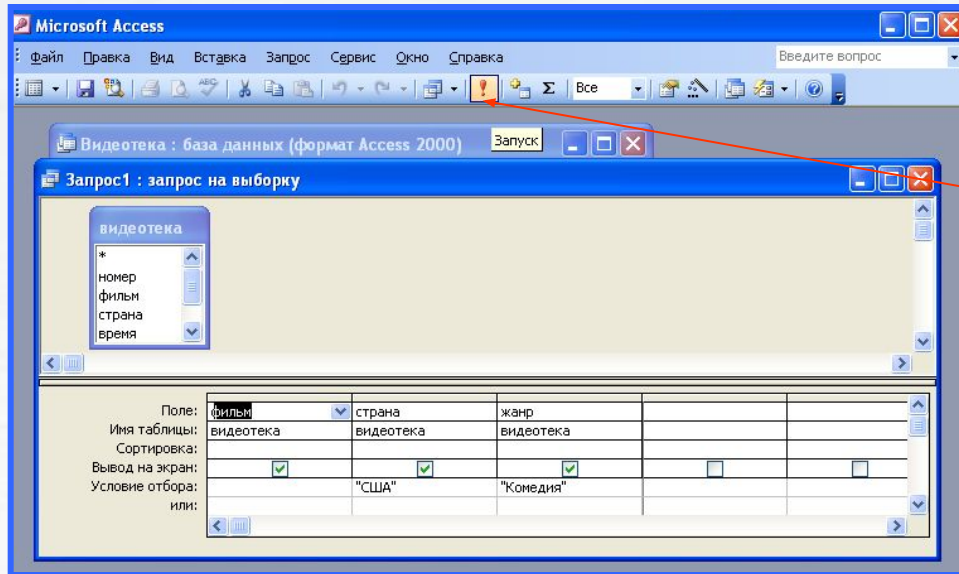 Microsoft Access
Файл Правка Вид Вставка Запрос Сервис Окно Справка Введите вопрос
ABC Σ Все
Видеотека : база данных (формат Access 2000) Запуск
Запрос1 : запрос на выборку
видеотека
*
номер
фильм
страна
время
Поле: фильм страна жанр
Имя таблицы: видеотека видеотека видеотека
Сортировка:
Вывод на экран:
Условие отбора: "США" "Комедия"
или: